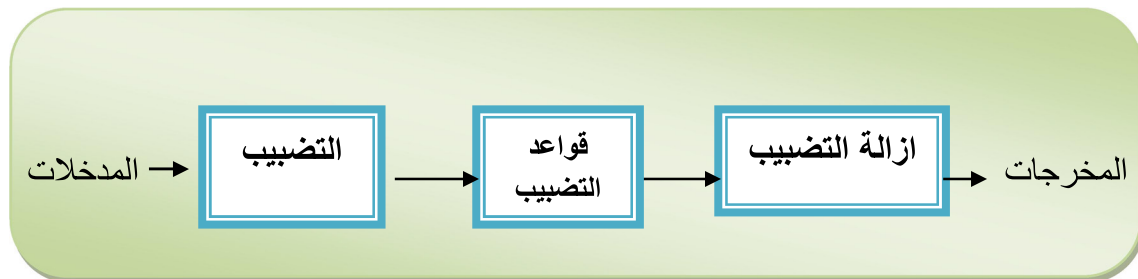 المدخلات
التضبيب
قواعد
التضبيب
ازالة التضبيب
المخرجات